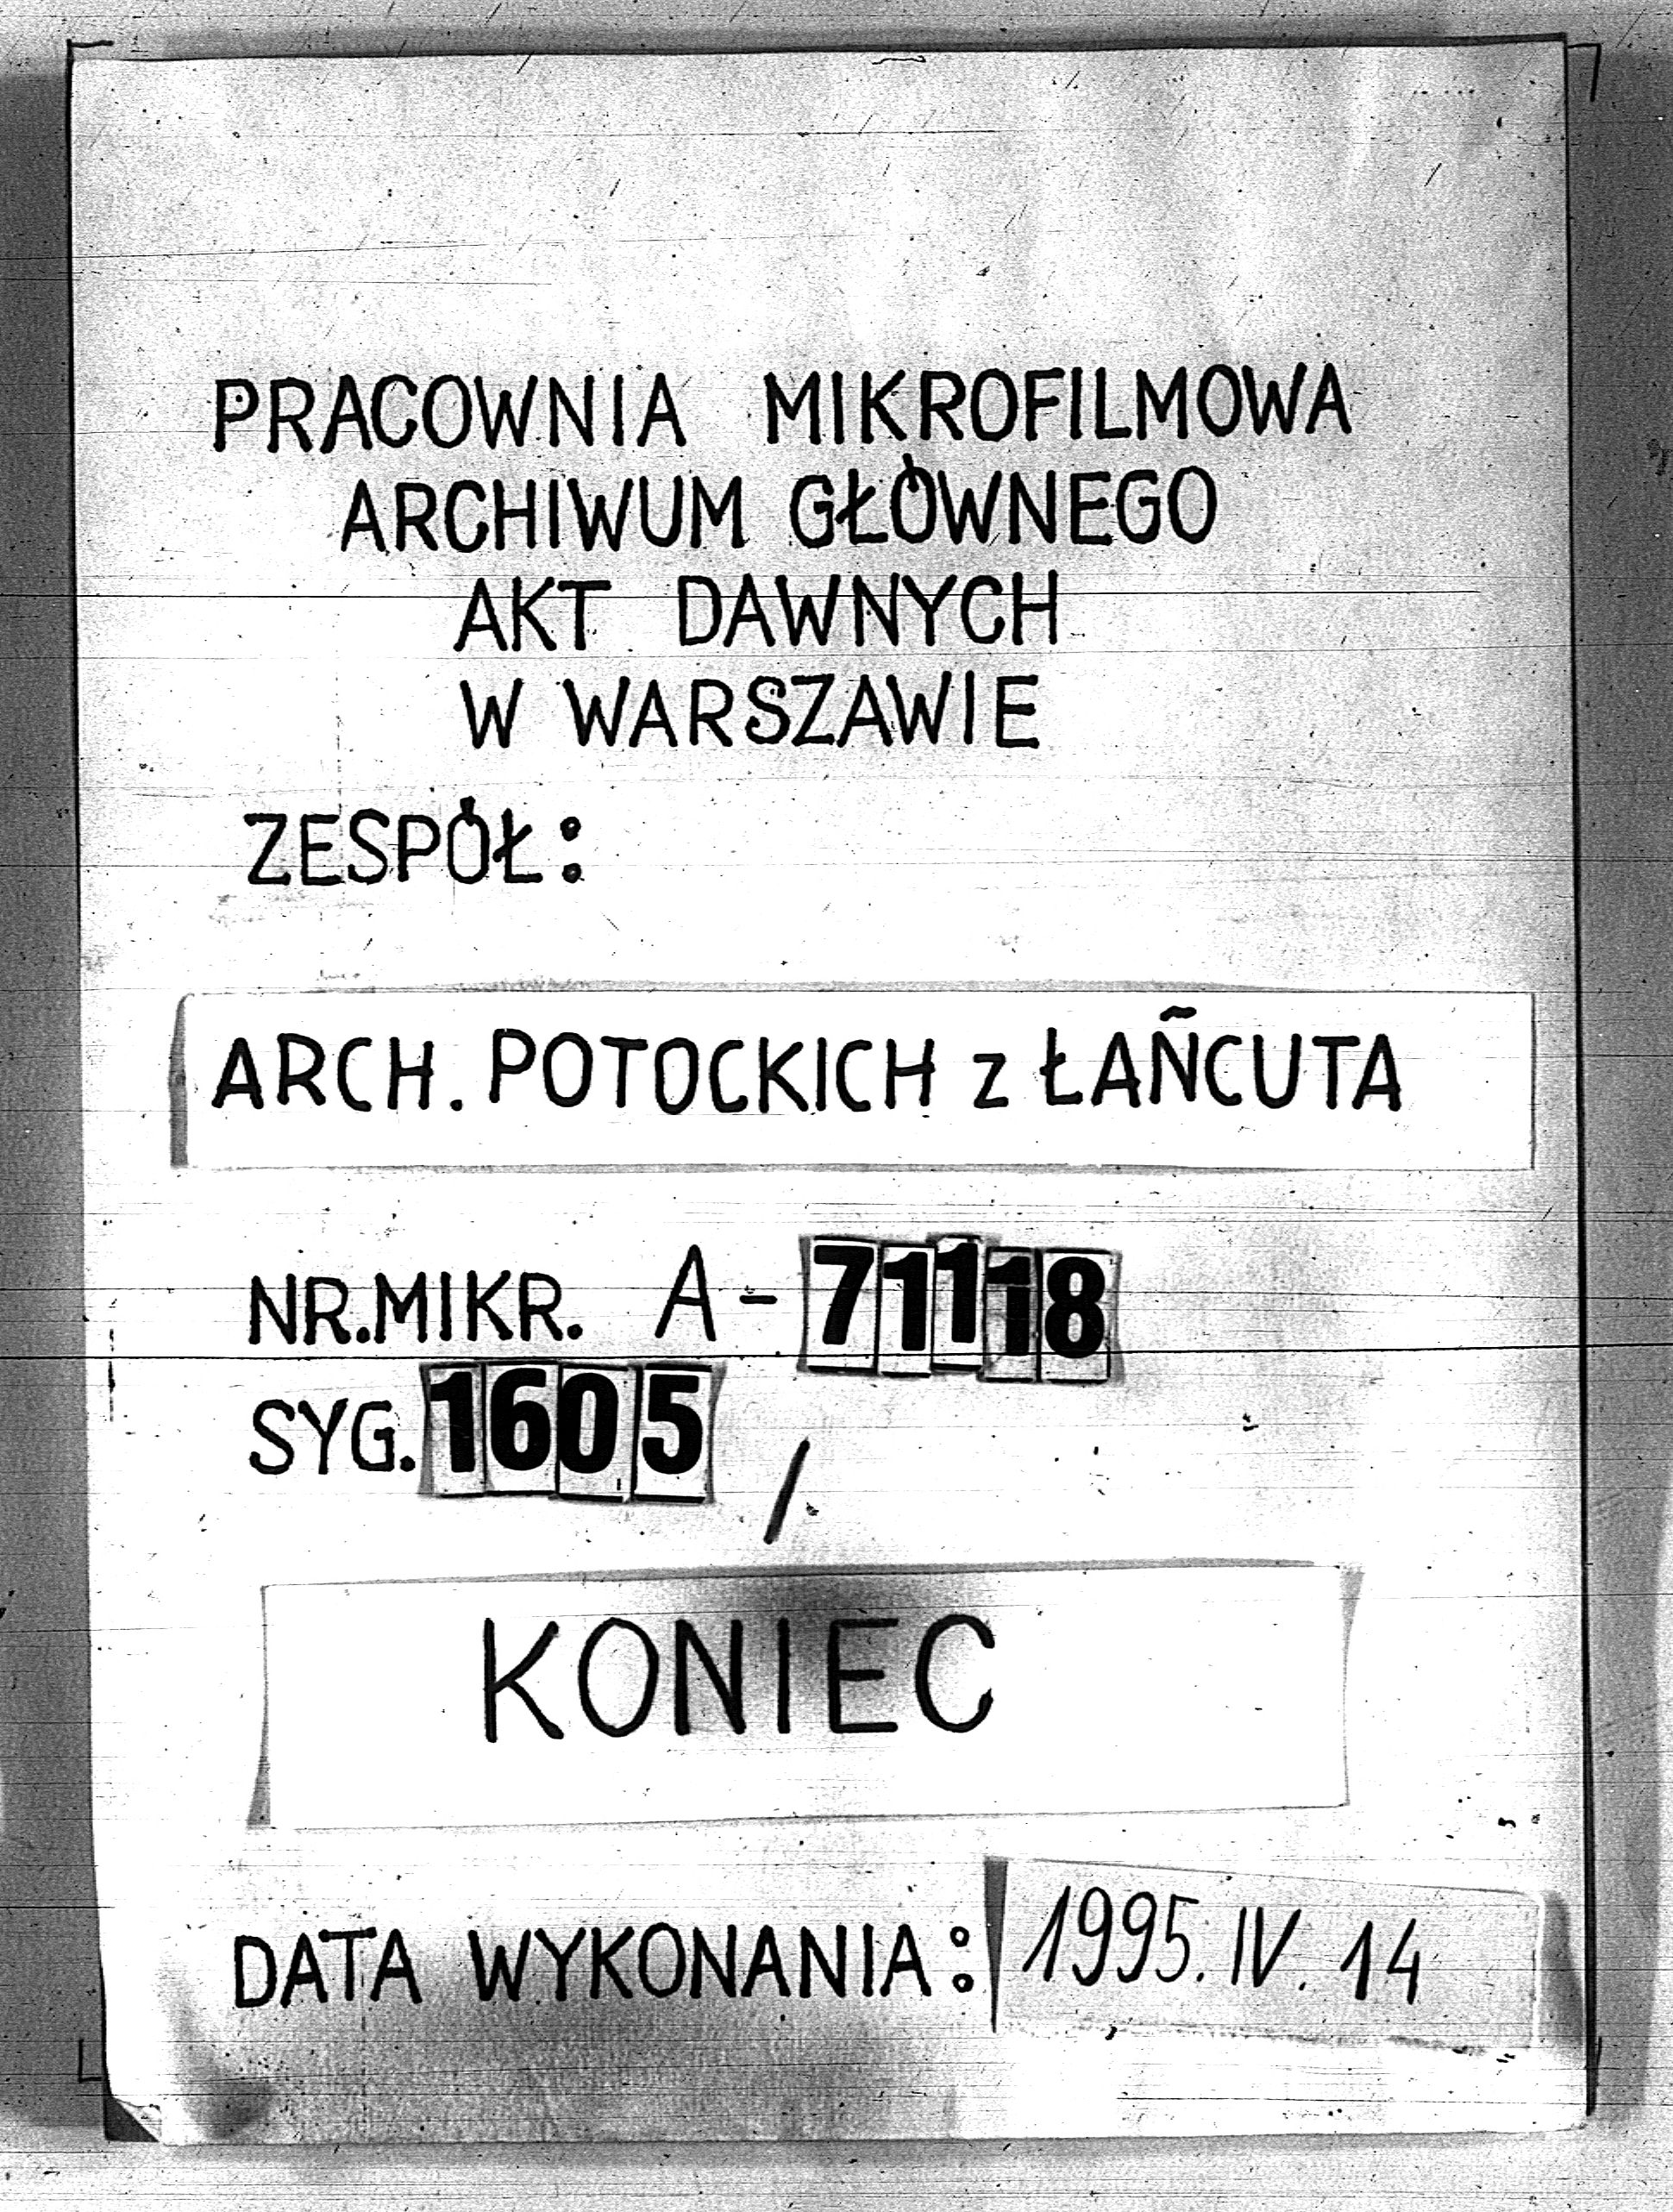 PRACOWNIA MIKROFILMOWA
ARCHIWUM GŁÓWNEGO
AKT DAWNYCH
W WARSZAWIE
ZESPÓŁ:
ARCH. POTOCKICH z ŁAŃCUTA
NR.MIKR. A-71118
SYG. 1605 /
KONIEC
DATA WYKONANIA: 1995.IV.14